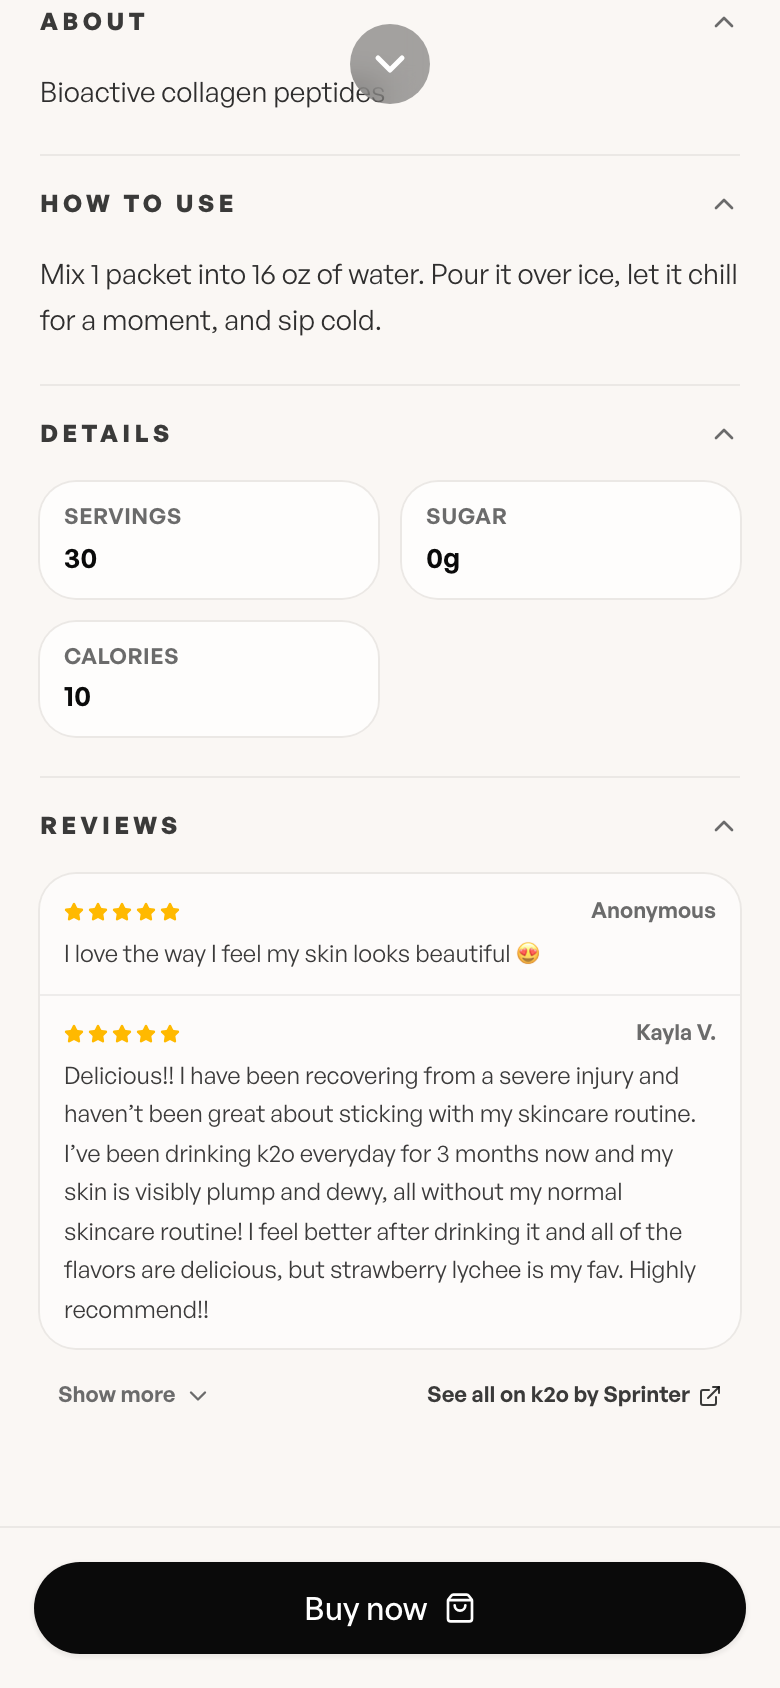 ABOUT
Bioactive collagen peptides
HOW TO USE
Mix 1 packet into 16 oz of water. Pour it over ice, let it chill
for a moment, and sip cold.
DETAILS
SERVINGS
30
SUGAR
0g
CALORIES
10
REVIEWS
Anonymous
I love the way I feel my skin looks beautiful 😍
Kayla V.
Delicious!! I have been recovering from a severe injury and
haven’t been great about sticking with my skincare routine.
I’ve been drinking k2o everyday for 3 months now and my
skin is visibly plump and dewy, all without my normal
skincare routine! I feel better after drinking it and all of the
flavors are delicious, but strawberry lychee is my fav. Highly
recommend!!
Show more
See all on k2o by Sprinter
Buy now